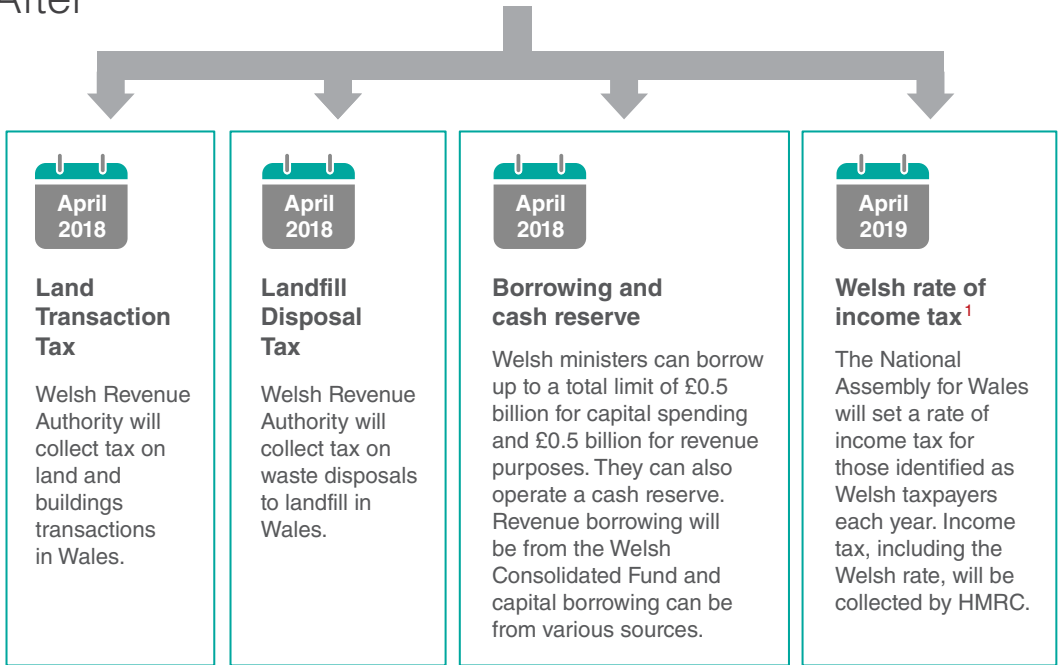 After
April
2018
Land
Transaction
Tax
Welsh Revenue
Authority will
collect tax on
land and
buildings
transactions
in Wales.
April
2018
Landfill
Disposal
Tax
Welsh Revenue
Authority will
collect tax on
waste disposals
to landfill in
Wales.
April
2018
Borrowing and
cash reserve
Welsh ministers can borrow
up to a total limit of £0.5
billion for capital spending
and £0.5 billion for revenue
purposes. They can also
operate a cash reserve.
Revenue borrowing will
be from the Welsh
Consolidated Fund and
capital borrowing can be
from various sources.
April
2019
Welsh rate of
income tax1
The National
Assembly for Wales
will set a rate of
income tax for
those identified as
Welsh taxpayers
each year. Income
tax, including the
Welsh rate, will be
collected by HMRC.